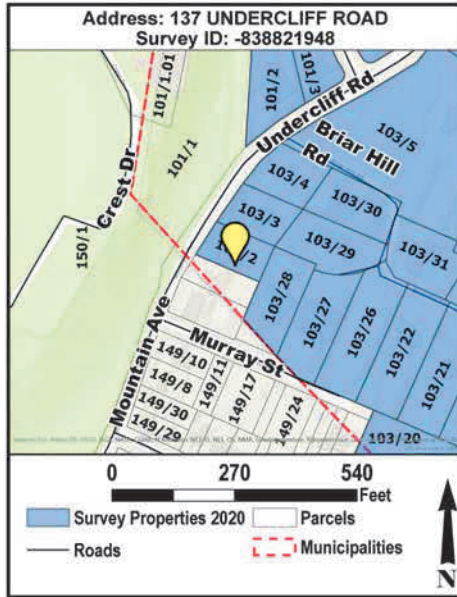 Address: 137 UNDERCLIFF ROAD
Survey ID: -838821948
101/1.01
101/2
101/3
Undercliff Rd
Briar Hill
Rd
103/5
101/1
Crest Dr
150/1
103/4
103/30
103/3
103/29
103/31
103/28
103/27
103/26
103/22
103/21
Mountain Ave
Murray St
149/10
149/11
149/8
149/17
149/30
149/24
149/29
103/20
0 270 540
Feet
Survey Properties 2020
Parcels
Roads
Municipalities
N